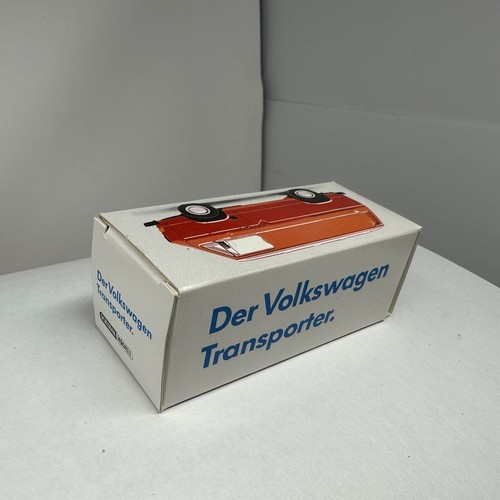 Der Volkswagen
Transporter.
Der Volkswagen
Transporter.